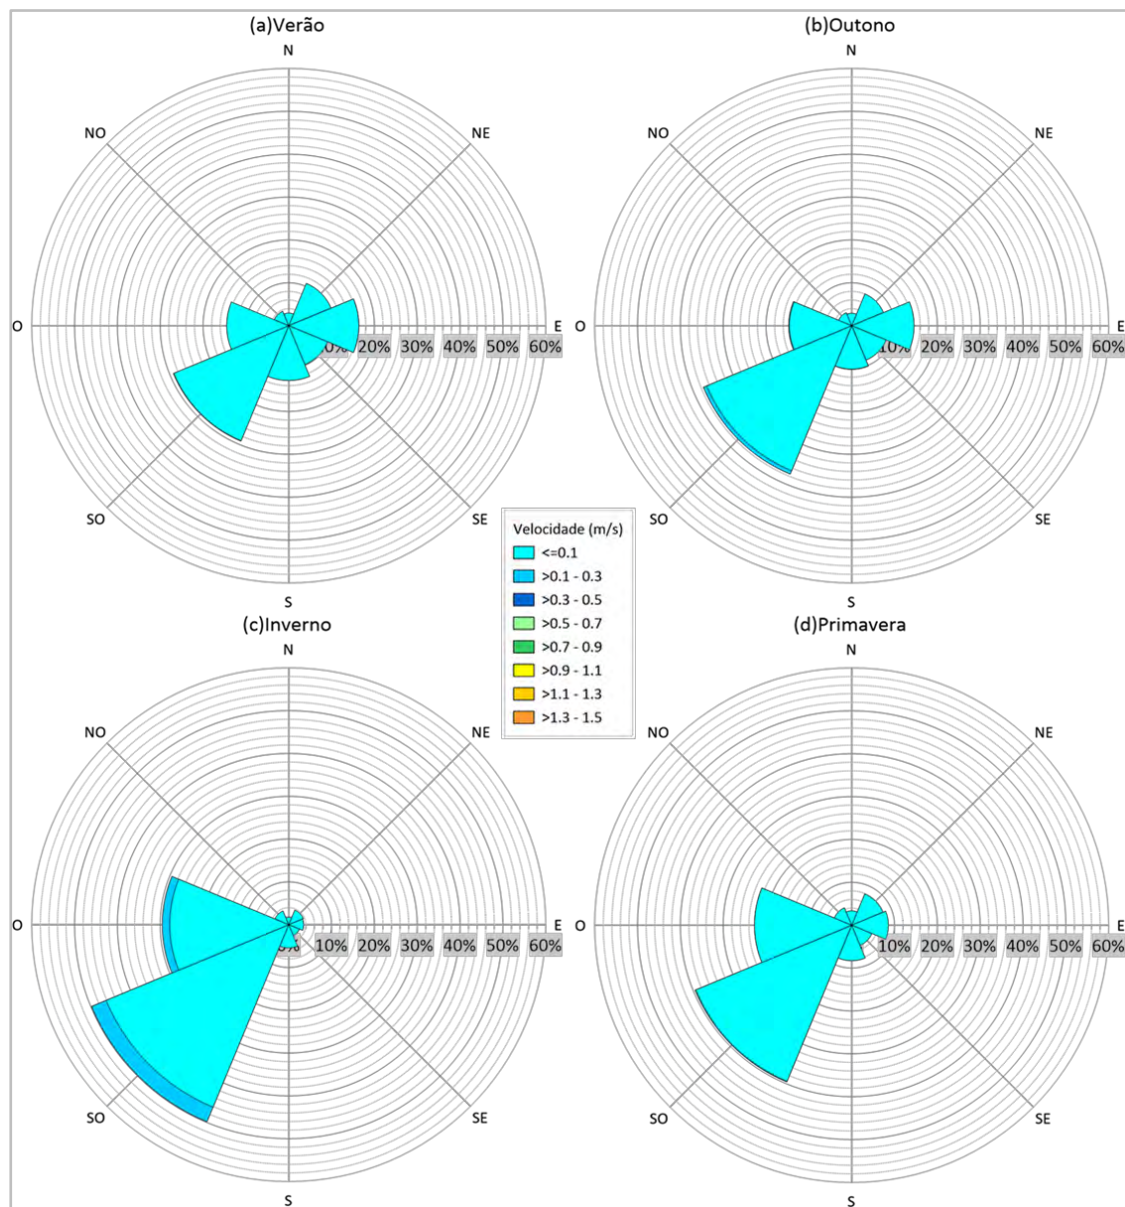 (a)Verão
N
NO
NE
O
E
0% 20% 30% 40% 50% 60%
SO
SE
S
(b)Outono
N
NO
NE
O
E
10% 20% 30% 40% 50% 60%
SO
SE
S
Velocidade (m/s)
<=0.1
>0.1 - 0.3
>0.3 - 0.5
>0.5 - 0.7
>0.7 - 0.9
>0.9 - 1.1
>1.1 - 1.3
>1.3 - 1.5
(c)Inverno
N
NO
NE
O
E
10% 20% 30% 40% 50% 60%
SO
SE
S
(d)Primavera
N
NO
NE
O
E
10% 20% 30% 40% 50% 60%
SO
SE
S